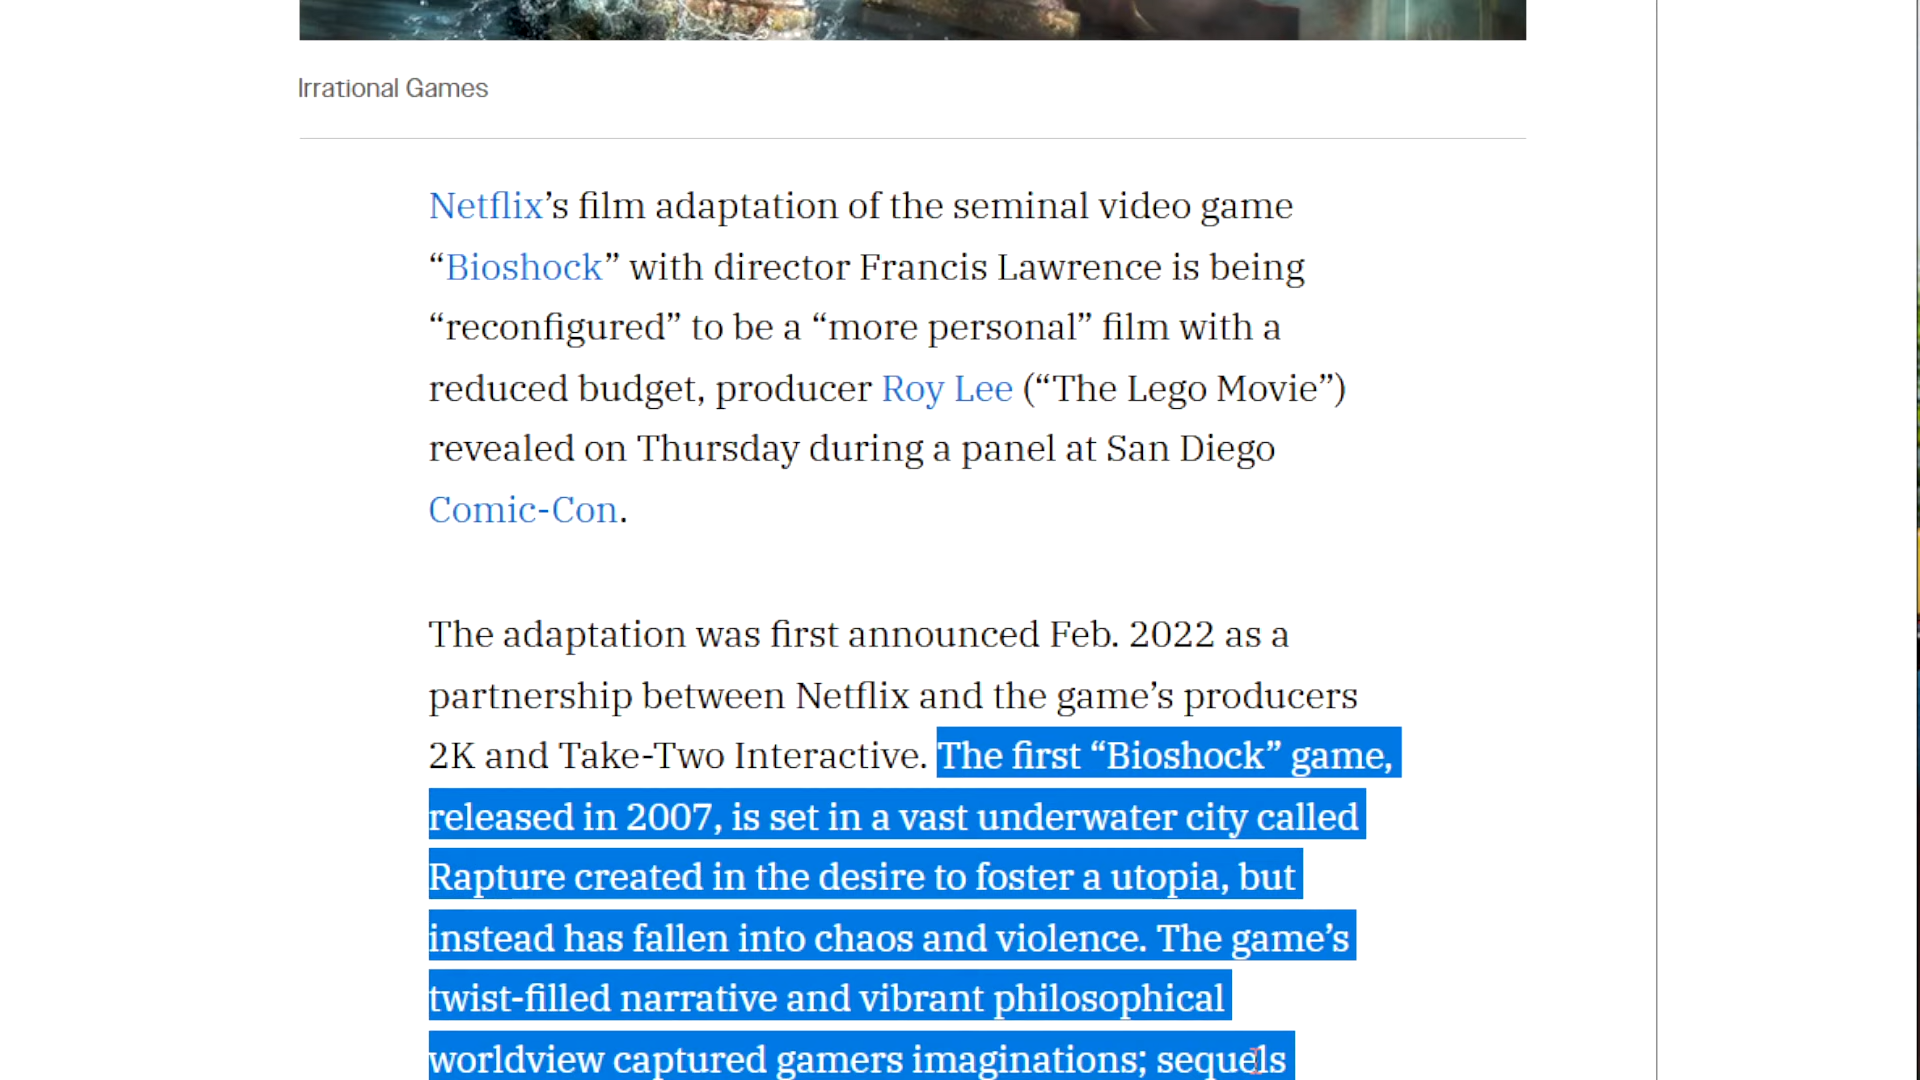 Irrational Games
Netflix’s film adaptation of the seminal video game
“Bioshock” with director Francis Lawrence is being
“reconfigured” to be a “more personal” film with a
reduced budget, producer Roy Lee (“The Lego Movie”)
revealed on Thursday during a panel at San Diego
Comic-Con.
The adaptation was first announced Feb. 2022 as a
partnership between Netflix and the game’s producers
2K and Take-Two Interactive. The first “Bioshock” game,
released in 2007, is set in a vast underwater city called
Rapture created in the desire to foster a utopia, but
instead has fallen into chaos and violence. The game’s
twist-filled narrative and vibrant philosophical
worldview captured gamers imaginations; sequels